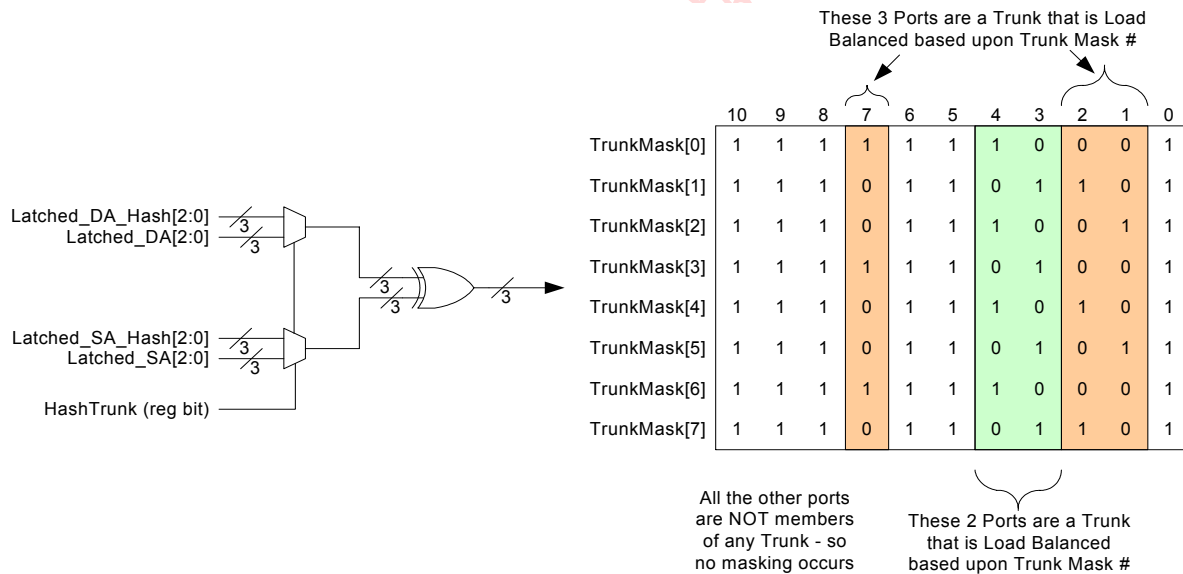 These 3 Ports are a Trunk that is Load
Balanced based upon Trunk Mask #
10 9 8 7 6 5 4 3 2 1 0
TrunkMask[0] 1 1 1 1 1 1 1 0 0 0 1
TrunkMask[1] 1 1 1 0 1 1 0 1 1 0 1
TrunkMask[2] 1 1 1 0 1 1 1 0 0 1 1
TrunkMask[3] 1 1 1 1 1 1 0 1 0 0 1
TrunkMask[4] 1 1 1 0 1 1 1 0 1 0 1
TrunkMask[5] 1 1 1 0 1 1 0 1 0 1 1
TrunkMask[6] 1 1 1 1 1 1 1 0 0 0 1
TrunkMask[7] 1 1 1 0 1 1 0 1 1 0 1
Latched_DA_Hash[2:0] 3
Latched_DA[2:0] 3
Latched_SA_Hash[2:0] 3
Latched_SA[2:0] 3
HashTrunk (reg bit)
3
3
3
All the other ports
are NOT members
of any Trunk - so
no masking occurs
These 2 Ports are a Trunk
that is Load Balanced
based upon Trunk Mask #